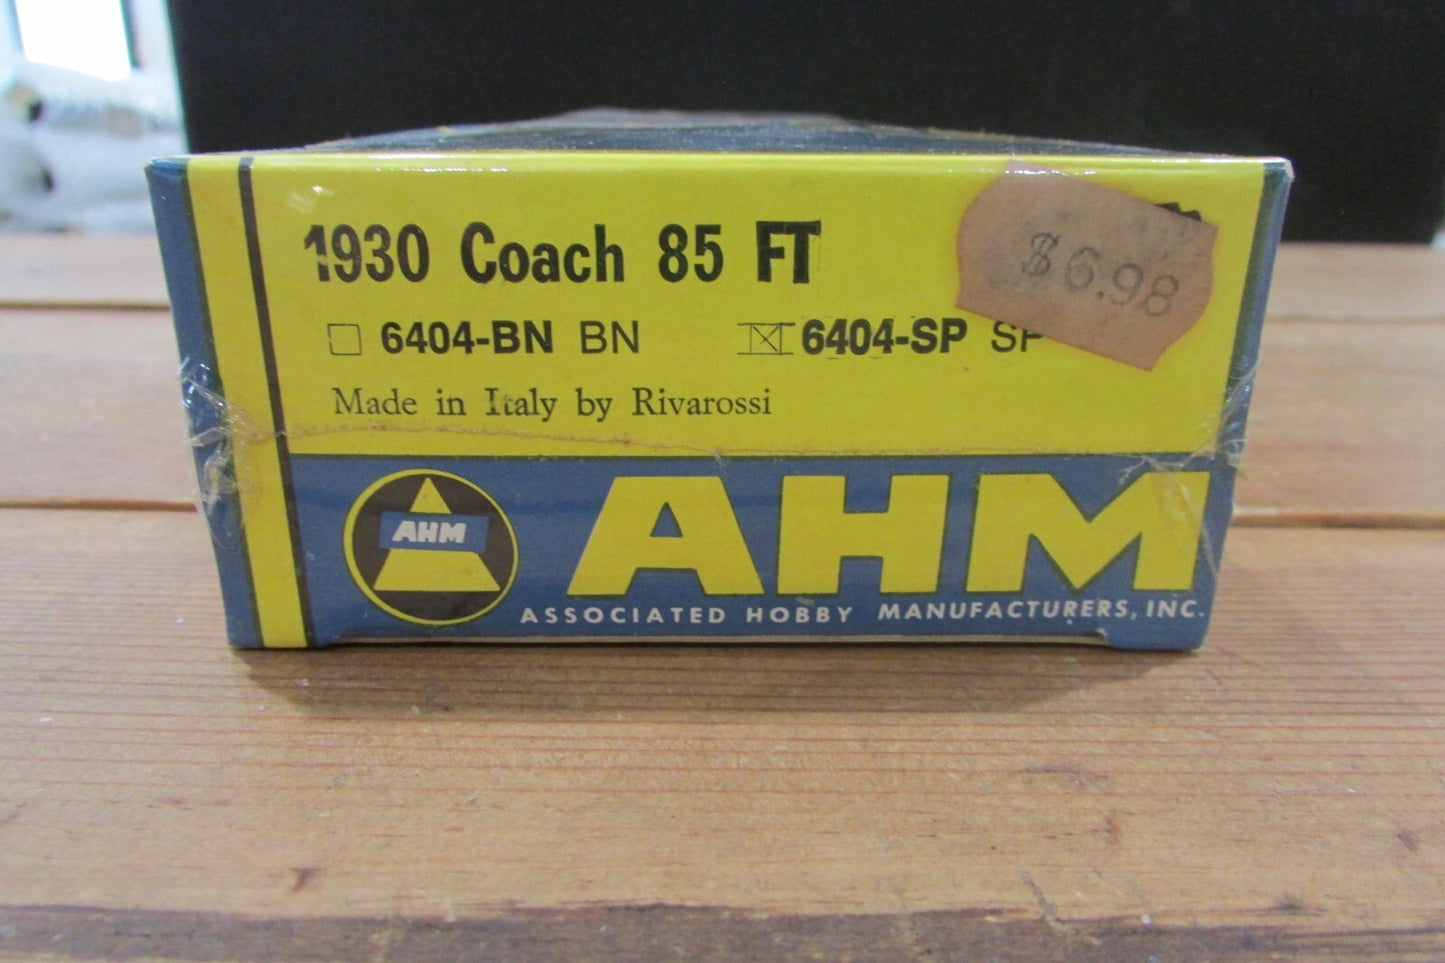 1930 Coach 85 FT
$6.98
6404-BN BN
6404-SP SP
Made in Italy by Rivarossi
AHM
AHM
ASSOCIATED HOBBY MANUFACTURERS, INC.